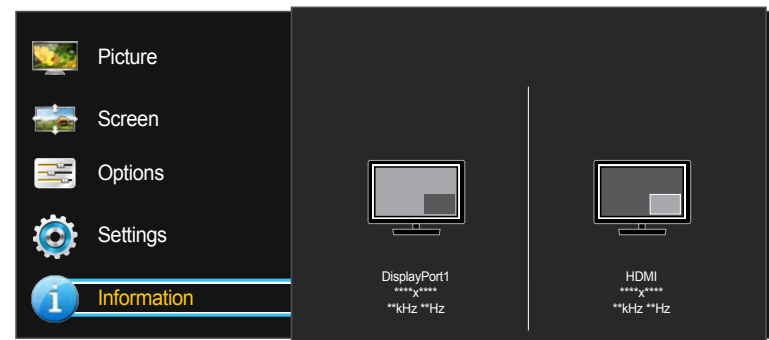 Picture
Screen
Options
Settings
Information
DisplayPort1
****x****
**kHz **Hz
HDMI
****x****
**kHz **Hz